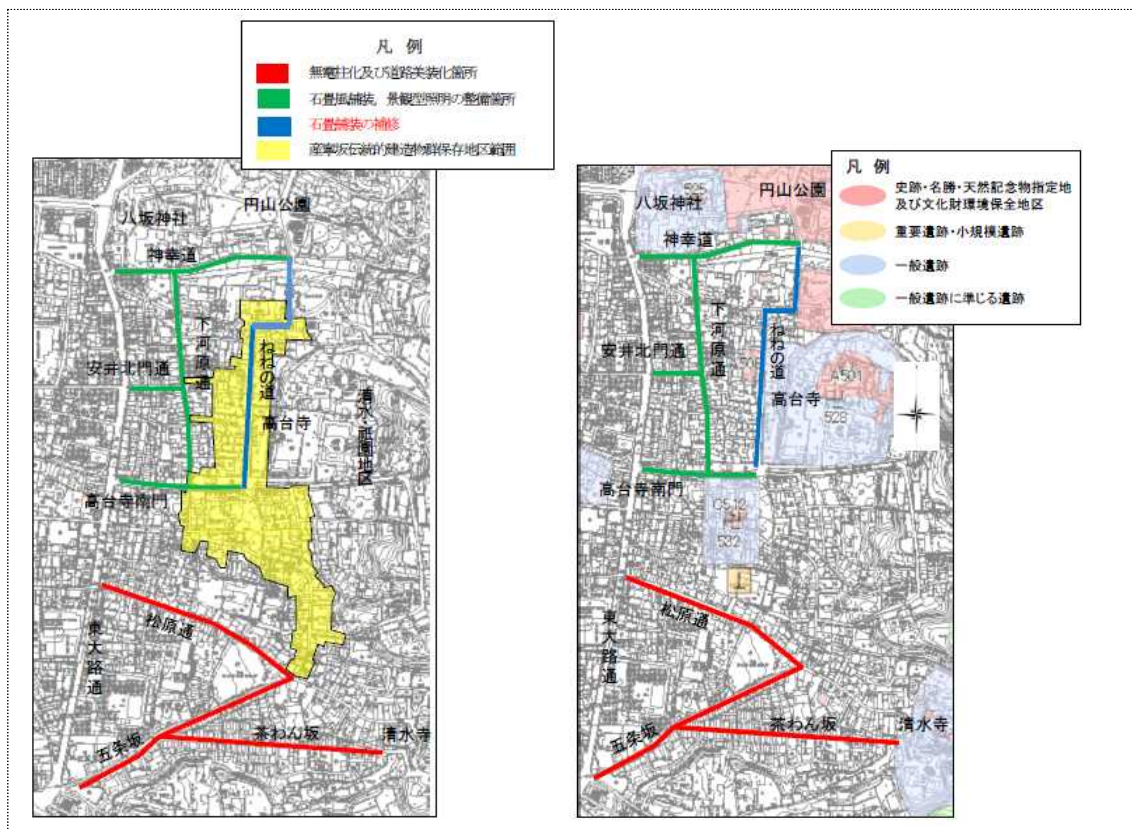 凡 例
無電柱化及び道路美装化箇所
石畳風舗装，景観型照明の整備箇所
石畳舗装の補修
産寧坂伝統的建造物群保存地区範囲
八坂神社
円山公園
神幸道
下河原通
安井北門通
ねねの道
高台寺
清水・祇園地区
高台寺南門
松原通
東大路通
五条坂
茶わん坂
清水寺
凡 例
史跡・名勝・天然記念物指定地
及び文化財環境保全地区
重要遺跡・小規模遺跡
一般遺跡
一般遺跡に準じる遺跡
円山公園
八坂神社
神幸道
下河原通
安井北門通
ねねの道
高台寺
A501
高台寺南門
532
松原通
東大路通
五条坂
茶わん坂
清水寺